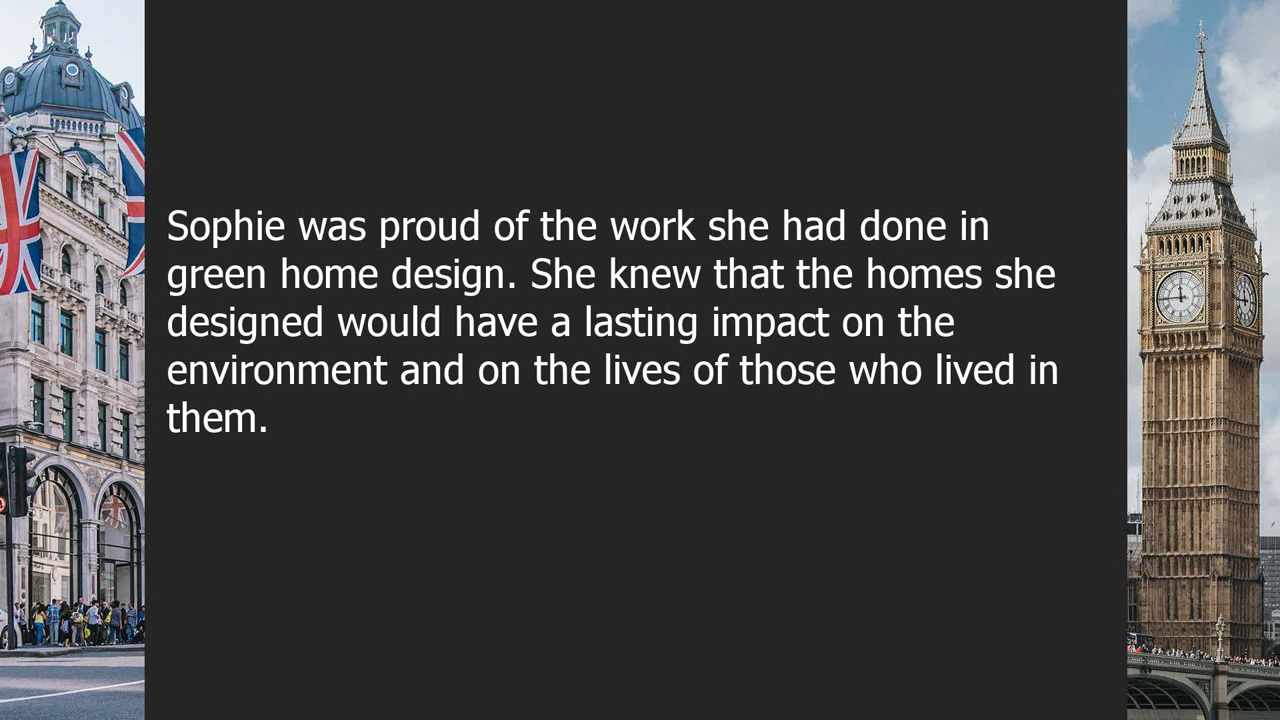 Sophie was proud of the work she had done in
green home design. She knew that the homes she
designed would have a lasting impact on the
environment and on the lives of those who lived in
them.